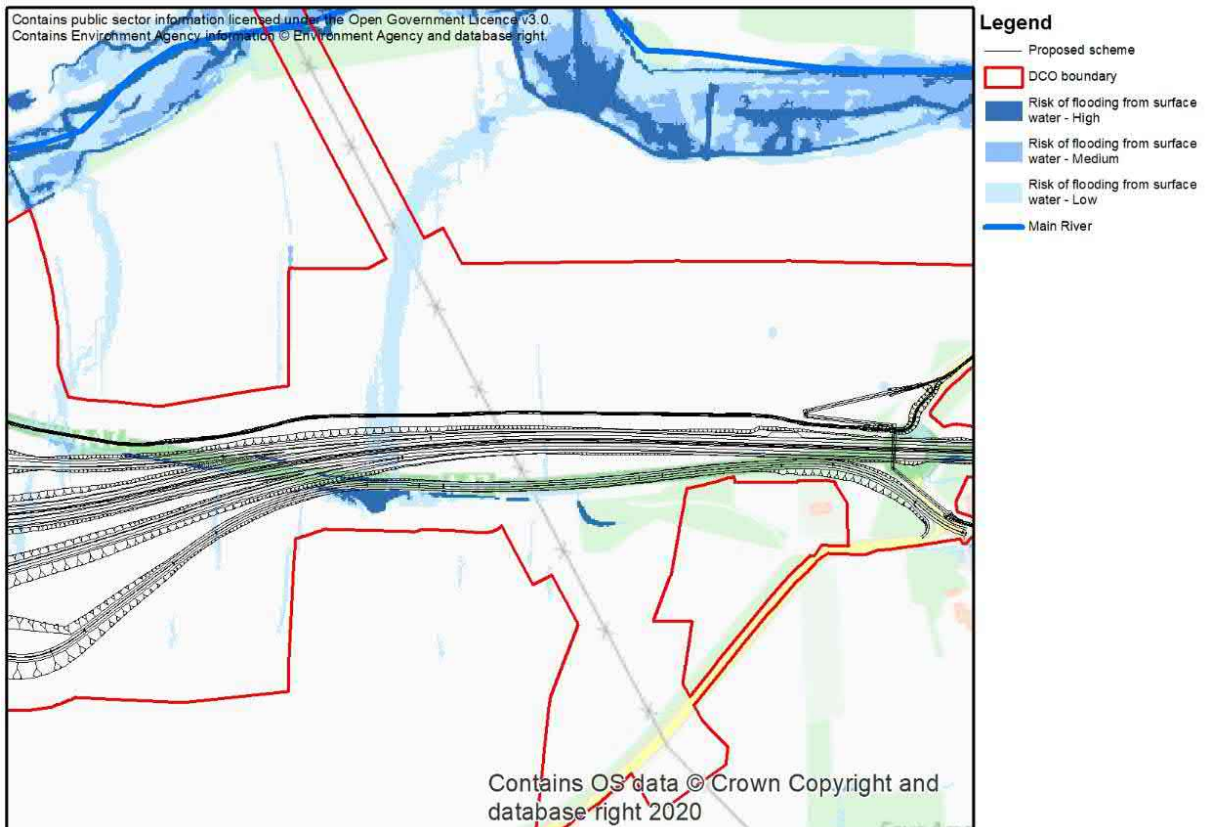 Contains public sector information licensed under the Open Government Licence v3.0.
Contains Environment Agency information © Environment Agency and database right.
Legend
Proposed scheme
DCO boundary
Risk of flooding from surface
water - High
Risk of flooding from surface
water - Medium
Risk of flooding from surface
water - Low
Main River
Contains OS data © Crown Copyright and
database right 2020